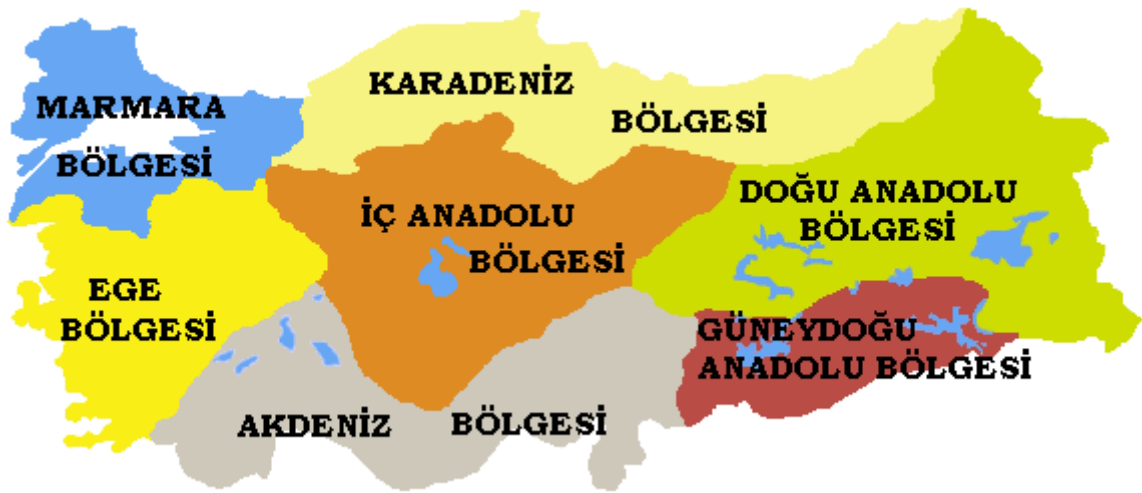 MARMARA
BÖLGESİ
KARADENİZ
BÖLGESİ
İÇ ANADOLU
BÖLGESİ
DOĞU ANADOLU
BÖLGESİ
EGE
BÖLGESİ
GÜNEYDOĞU
ANADOLU BÖLGESİ
AKDENİZ BÖLGESİ